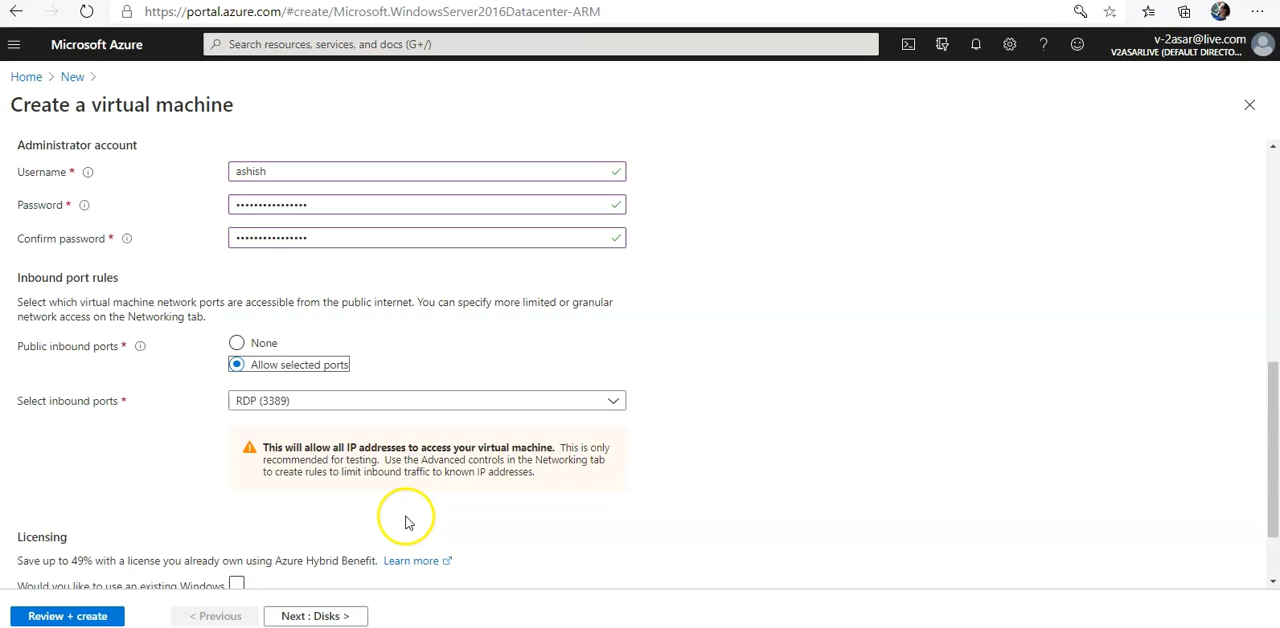 https://portal.azure.com/#create/Microsoft.WindowsServer2016Datacenter-ARM
Microsoft Azure
Search resources, services, and docs (G+/)
v-2asar@live.com
V2ASARLIVE (DEFAULT DIRECTO...
Home > New >
Create a virtual machine
Administrator account
Username *
ashish
Password *
••••••••••••••••
Confirm password *
••••••••••••••••
Inbound port rules
Select which virtual machine network ports are accessible from the public internet. You can specify more limited or granular
network access on the Networking tab.
Public inbound ports *
None
Allow selected ports
Select inbound ports *
RDP (3389)
This will allow all IP addresses to access your virtual machine. This is only
recommended for testing. Use the Advanced controls in the Networking tab
to create rules to limit inbound traffic to known IP addresses.
Licensing
Save up to 49% with a license you already own using Azure Hybrid Benefit. Learn more
Would you like to use an existing Windows
Review + create
< Previous
Next : Disks >